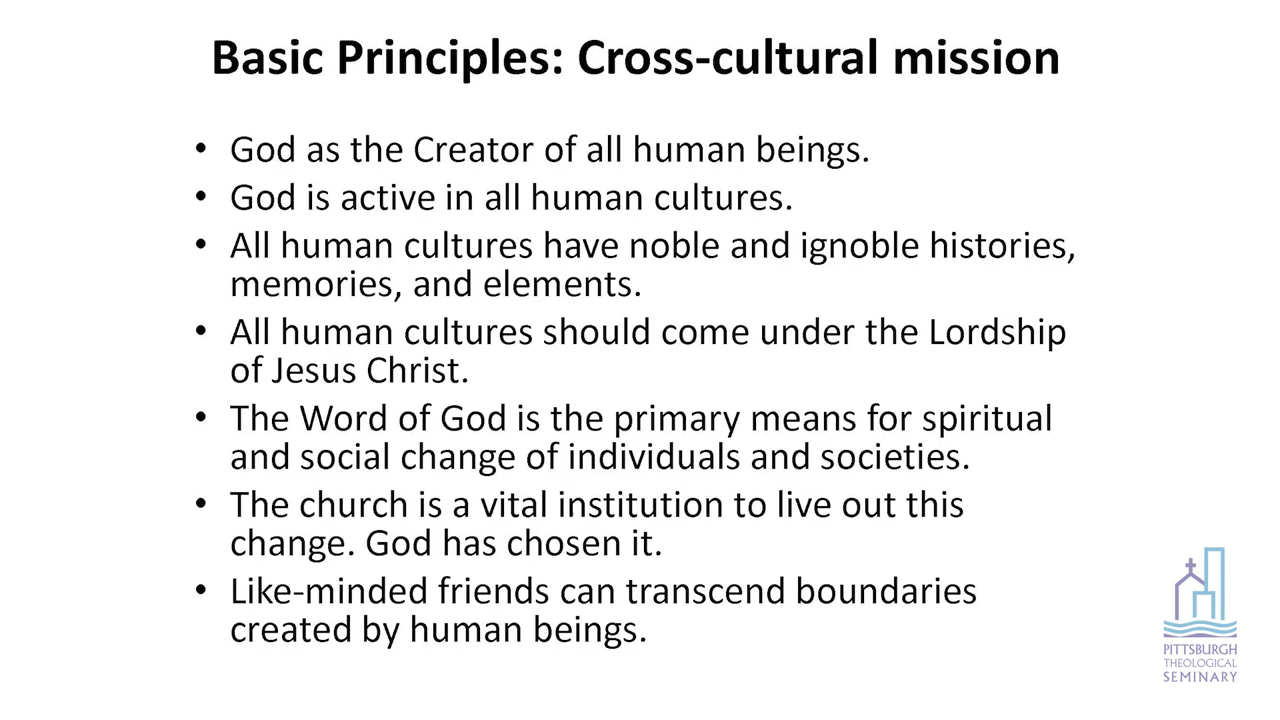 Basic Principles: Cross-cultural mission
• God as the Creator of all human beings.
• God is active in all human cultures.
• All human cultures have noble and ignoble histories,
memories, and elements.
• All human cultures should come under the Lordship
of Jesus Christ.
• The Word of God is the primary means for spiritual
and social change of individuals and societies.
• The church is a vital institution to live out this
change. God has chosen it.
• Like-minded friends can transcend boundaries
created by human beings.
PITTSBURGH
THEOLOGICAL
SEMINARY